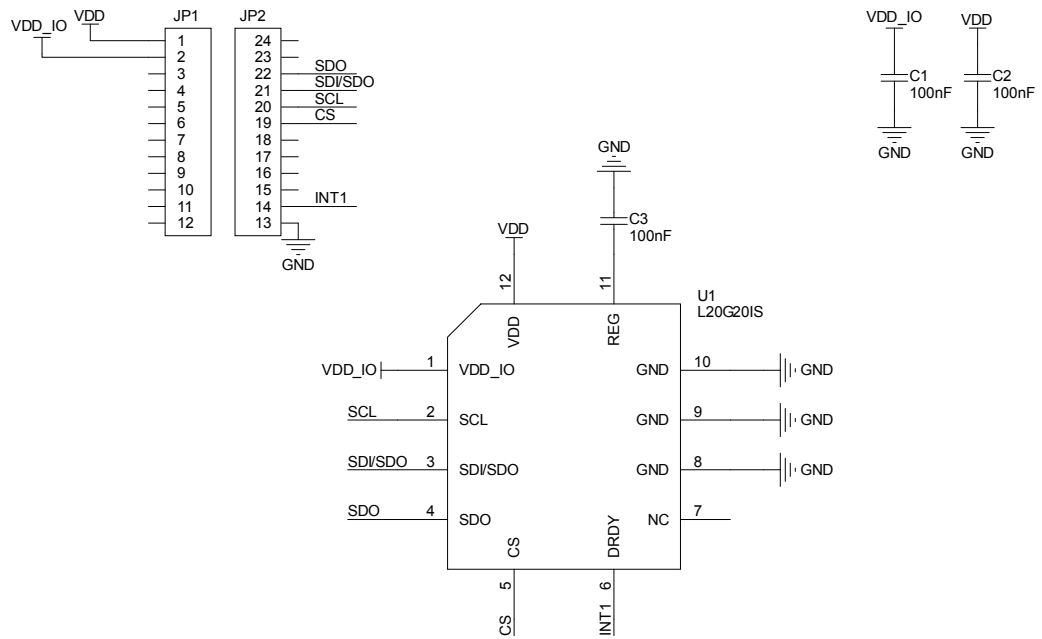 VDD_IO
VDD
JP1
1
2
3
4
5
6
7
8
9
10
11
12
JP2
24
23
22 SDO
21 SDI/SDO
20 SCL
19 CS
18
17
16
15
14 INT1
13
GND
VDD_IO
C1
100nF
GND
VDD
C2
100nF
GND
GND
C3
100nF
VDD
12
11
U1
L20G20IS
VDD
REG
VDD_IO 1 VDD_IO
GND 10 GND
SCL 2 SCL
GND 9 GND
SDI/SDO 3 SDI/SDO
GND 8 GND
SDO 4 SDO
NC 7
CS
DRDY
5
6
CS
INT1